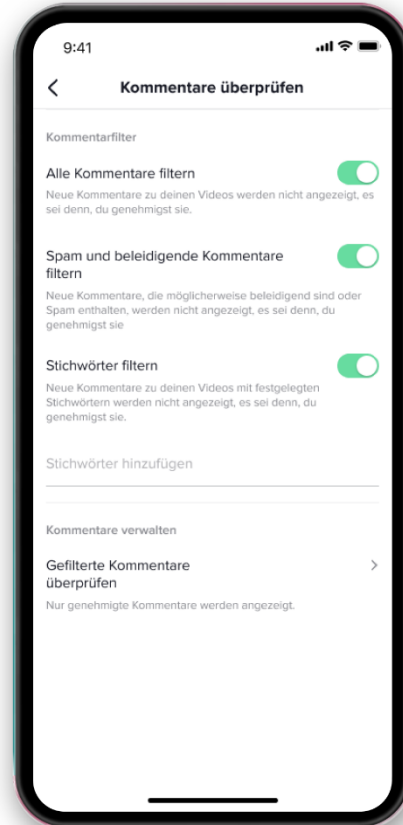 9:41
Kommentare überprüfen
Kommentarfilter
Alle Kommentare filtern
Neue Kommentare zu deinen Videos werden nicht angezeigt, es
sei denn, du genehmigst sie.
Spam und beleidigende Kommentare
filtern
Neue Kommentare, die möglicherweise beleidigend sind oder
Spam enthalten, werden nicht angezeigt, es sei denn, du
genehmigst sie
Stichwörter filtern
Neue Kommentare zu deinen Videos mit festgelegten
Stichwörtern werden nicht angezeigt, es sei denn, du
genehmigst sie.
Stichwörter hinzufügen
Kommentare verwalten
Gefilterte Kommentare
überprüfen
Nur genehmigte Kommentare werden angezeigt.